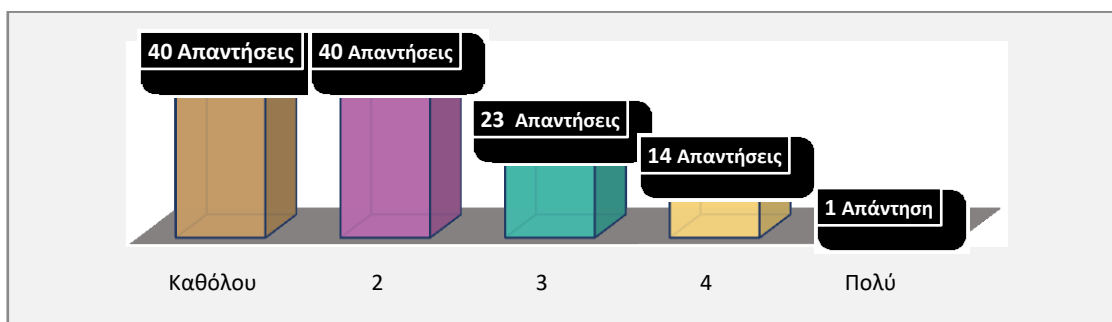 40 Απαντήσεις
40 Απαντήσεις
23 Απαντήσεις
14 Απαντήσεις
1 Απάντηση
Καθόλου 2 3 4 Πολύ